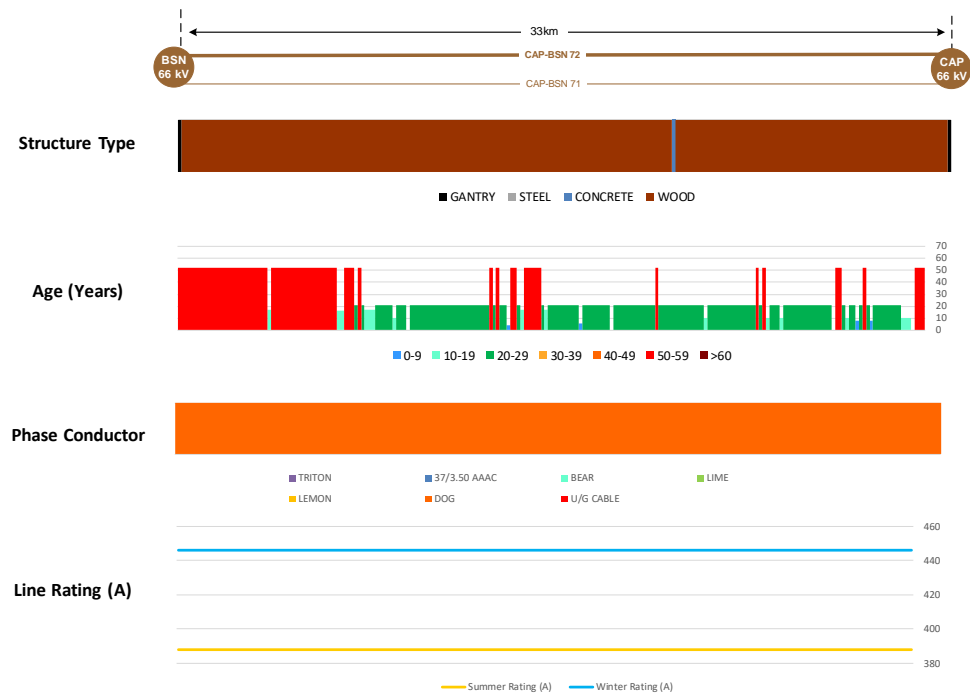 33km
BSN
66 kV
CAP-BSN 72
CAP
66 kV
CAP-BSN 71
Structure Type
GANTRY STEEL CONCRETE WOOD
Age (Years)
70
60
50
40
30
20
10
0
0-9 10-19 20-29 30-39 40-49 50-59 >60
Phase Conductor
TRITON 37/3.50 AAAC BEAR LIME
LEMON DOG U/G CABLE
Line Rating (A)
460
440
420
400
380
Summer Rating (A) Winter Rating (A)